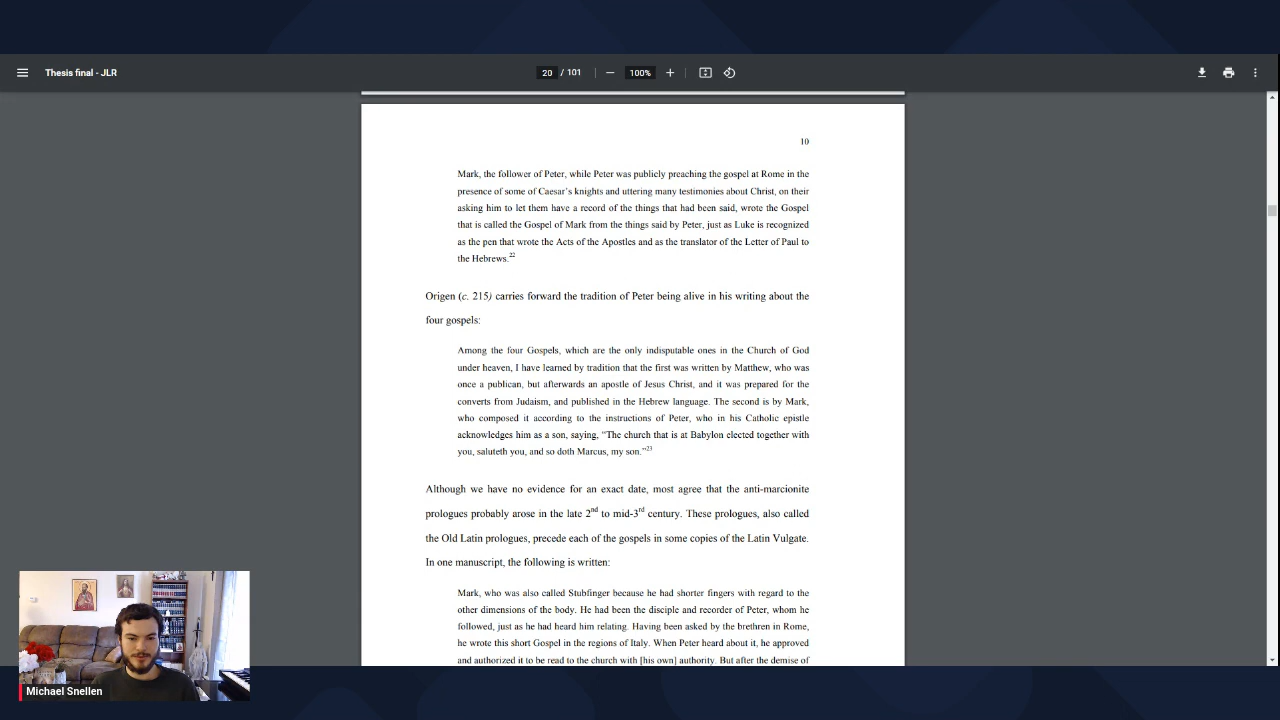 Thesis final - JLR
20 / 101
100%
10
Mark, the follower of Peter, while Peter was publicly preaching the gospel at Rome in the
presence of some of Caesar's knights and uttering many testimonies about Christ, on their
asking him to let them have a record of the things that had been said, wrote the Gospel
that is called the Gospel of Mark from the things said by Peter, just as Luke is recognized
as the pen that wrote the Acts of the Apostles and as the translator of the Letter of Paul to
the Hebrews.22
Origen (c. 215) carries forward the tradition of Peter being alive in his writing about the
four gospels:
Among the four Gospels, which are the only indisputable ones in the Church of God
under heaven, I have learned by tradition that the first was written by Matthew, who was
once a publican, but afterwards an apostle of Jesus Christ, and it was prepared for the
converts from Judaism, and published in the Hebrew language. The second is by Mark,
who composed it according to the instructions of Peter, who in his Catholic epistle
acknowledges him as a son, saying, "The church that is at Babylon elected together with
you, saluteth you, and so doth Marcus, my son."23
Although we have no evidence for an exact date, most agree that the anti-marcionite
prologues probably arose in the late 2nd to mid-3rd century. These prologues, also called
the Old Latin prologues, precede each of the gospels in some copies of the Latin Vulgate.
In one manuscript, the following is written:
Mark, who was also called Stubfinger because he had shorter fingers with regard to the
other dimensions of the body. He had been the disciple and recorder of Peter, whom he
followed, just as he had heard him relating. Having been asked by the brethren in Rome,
he wrote this short Gospel in the regions of Italy. When Peter heard about it, he approved
and authorized it to be read to the church with [his own] authority. But after the demise of
Michael Snellen